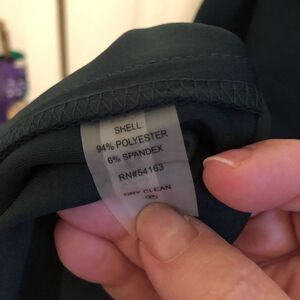 SHELL:
94% POLYESTER
6% SPANDEX
RN#54163
DRY CLEAN